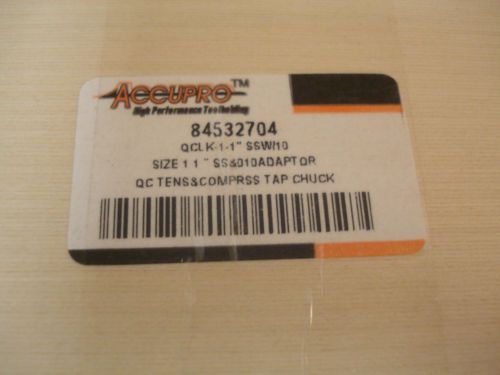 ACCUPRO™
High Performance Toolholding
84532704
QCLK-1-1" SSW/10
SIZE 1 1 " SS&010ADAPTOR
QC TENS&COMPRSS TAP CHUCK